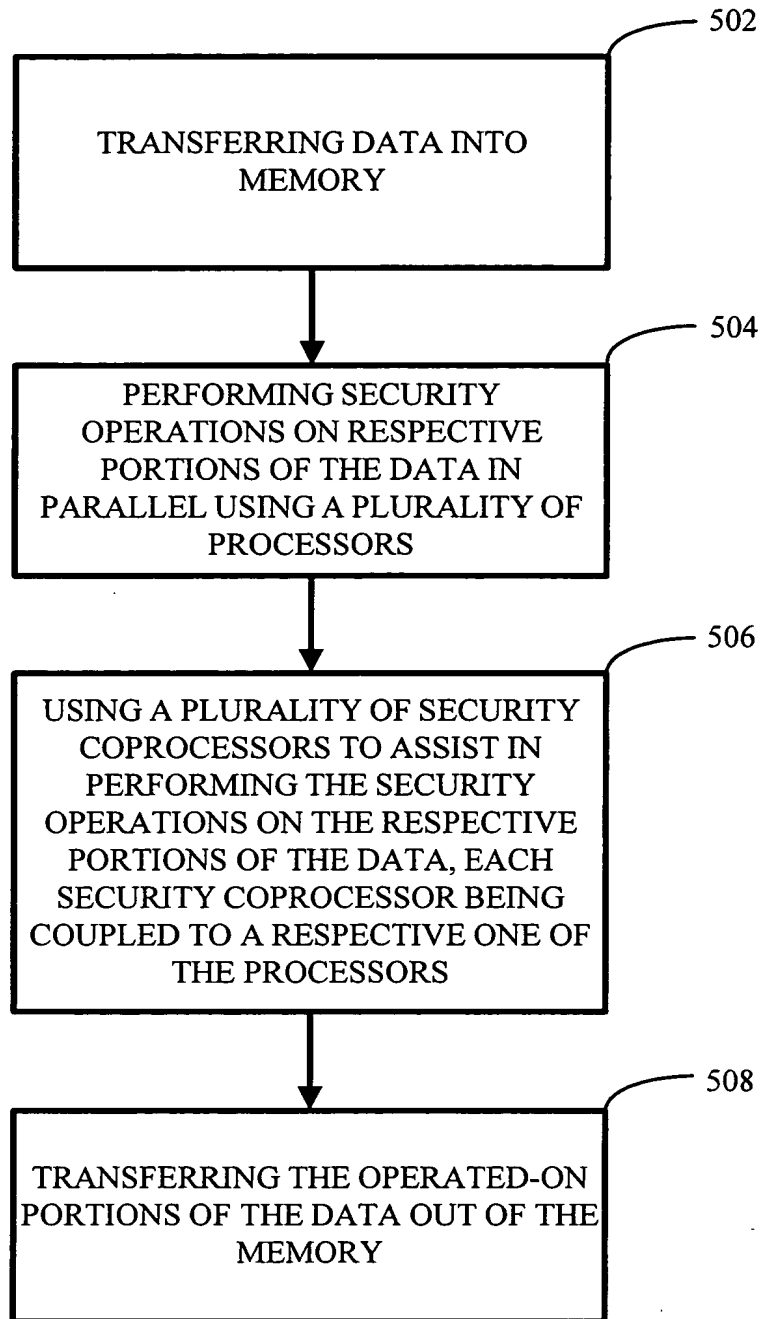 502
TRANSFERRING DATA INTO
MEMORY
504
PERFORMING SECURITY
OPERATIONS ON RESPECTIVE
PORTIONS OF THE DATA IN
PARALLEL USING A PLURALITY OF
PROCESSORS
506
USING A PLURALITY OF SECURITY
COPROCESSORS TO ASSIST IN
PERFORMING THE SECURITY
OPERATIONS ON THE RESPECTIVE
PORTIONS OF THE DATA, EACH
SECURITY COPROCESSOR BEING
COUPLED TO A RESPECTIVE ONE OF
THE PROCESSORS
508
TRANSFERRING THE OPERATED-ON
PORTIONS OF THE DATA OUT OF THE
MEMORY